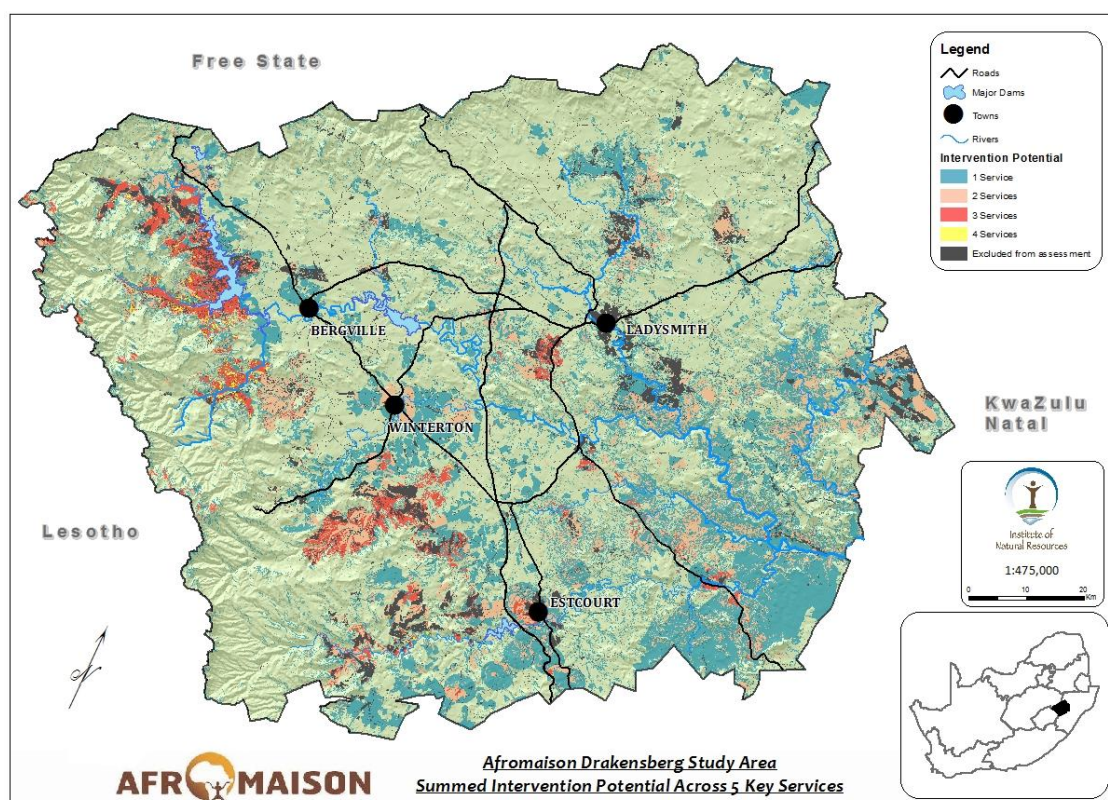 Free State
Legend
Roads
Major Dams
Towns
Rivers
Intervention Potential
1 Service
2 Services
3 Services
4 Services
Excluded from assessment
BERGVILLE
LADYSMITH
WINTERTON
KwaZulu
Natal
Lesotho
Institute of
Natural Resources
1:475,000
0 10 20
Km
ESTCOURT
AFROMAISON
Afromaison Drakensberg Study Area
Summed Intervention Potential Across 5 Key Services